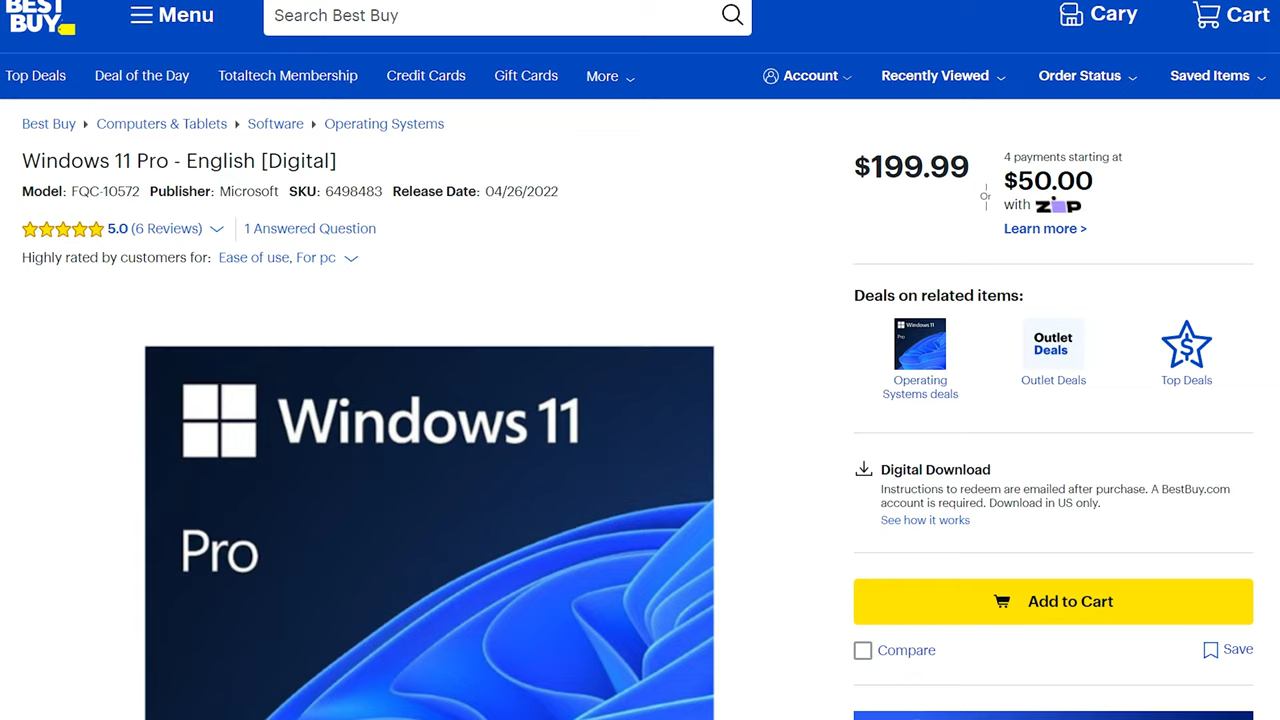 BEST
BUY
Menu
Search Best Buy
Cary
Cart
Top Deals
Deal of the Day
Totaltech Membership
Credit Cards
Gift Cards
More
Account
Recently Viewed
Order Status
Saved Items
Best Buy
Computers & Tablets
Software
Operating Systems
Windows 11 Pro - English [Digital]
Model: FQC-10572 Publisher: Microsoft SKU: 6498483 Release Date: 04/26/2022
5.0 (6 Reviews)
1 Answered Question
Highly rated by customers for: Ease of use, For pc
Windows 11
Pro
$199.99
Or
4 payments starting at
$50.00
with ZIP
Learn more >
Deals on related items:
Windows 11
Pro
Operating
Systems deals
Outlet
Deals
Outlet Deals
$
Top Deals
Digital Download
Instructions to redeem are emailed after purchase. A BestBuy.com
account is required. Download in US only.
See how it works
Add to Cart
Compare
Save